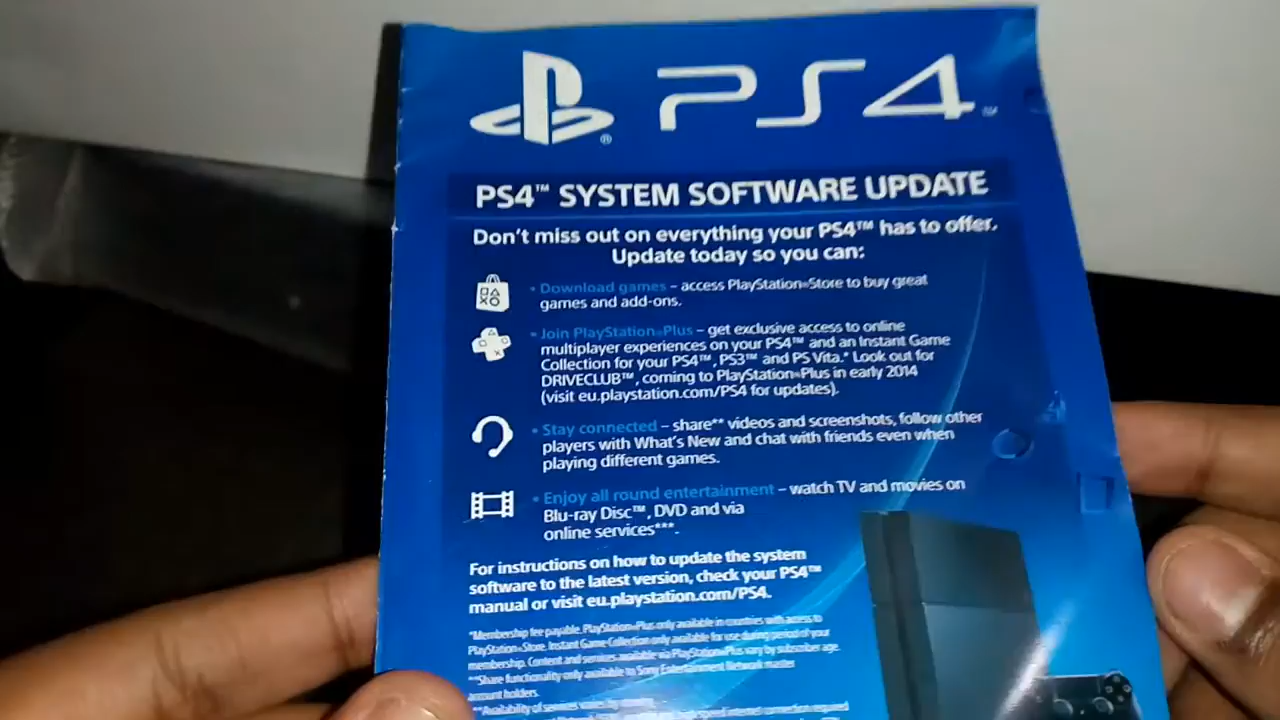 PS4™
PS4™ SYSTEM SOFTWARE UPDATE
Don't miss out on everything your PS4™ has to offer.
Update today so you can:
• Download games – access PlayStation®Store to buy great
games and add-ons.
• Join PlayStation®Plus – get exclusive access to online
multiplayer experiences on your PS4™ and an Instant Game
Collection for your PS4™, PS3™ and PS Vita.* Look out for
DRIVECLUB™, coming to PlayStation®Plus in early 2014
(visit eu.playstation.com/PS4 for updates).
• Stay connected – share** videos and screenshots, follow other
players with What's New and chat with friends even when
playing different games.
• Enjoy all round entertainment – watch TV and movies on
Blu-ray Disc™, DVD and via
online services***.
For instructions on how to update the system
software to the latest version, check your PS4™
manual or visit eu.playstation.com/PS4.
*Membership fee payable. PlayStation®Plus only available in countries with access to
PlayStation®Store. Instant Game Collection only available for use during period of your
membership. Content and services available via PlayStation®Plus vary by subscriber age.
**Share functionality only available to Sony Entertainment Network master
account holders.
***Availability of services varies by
internet connection required